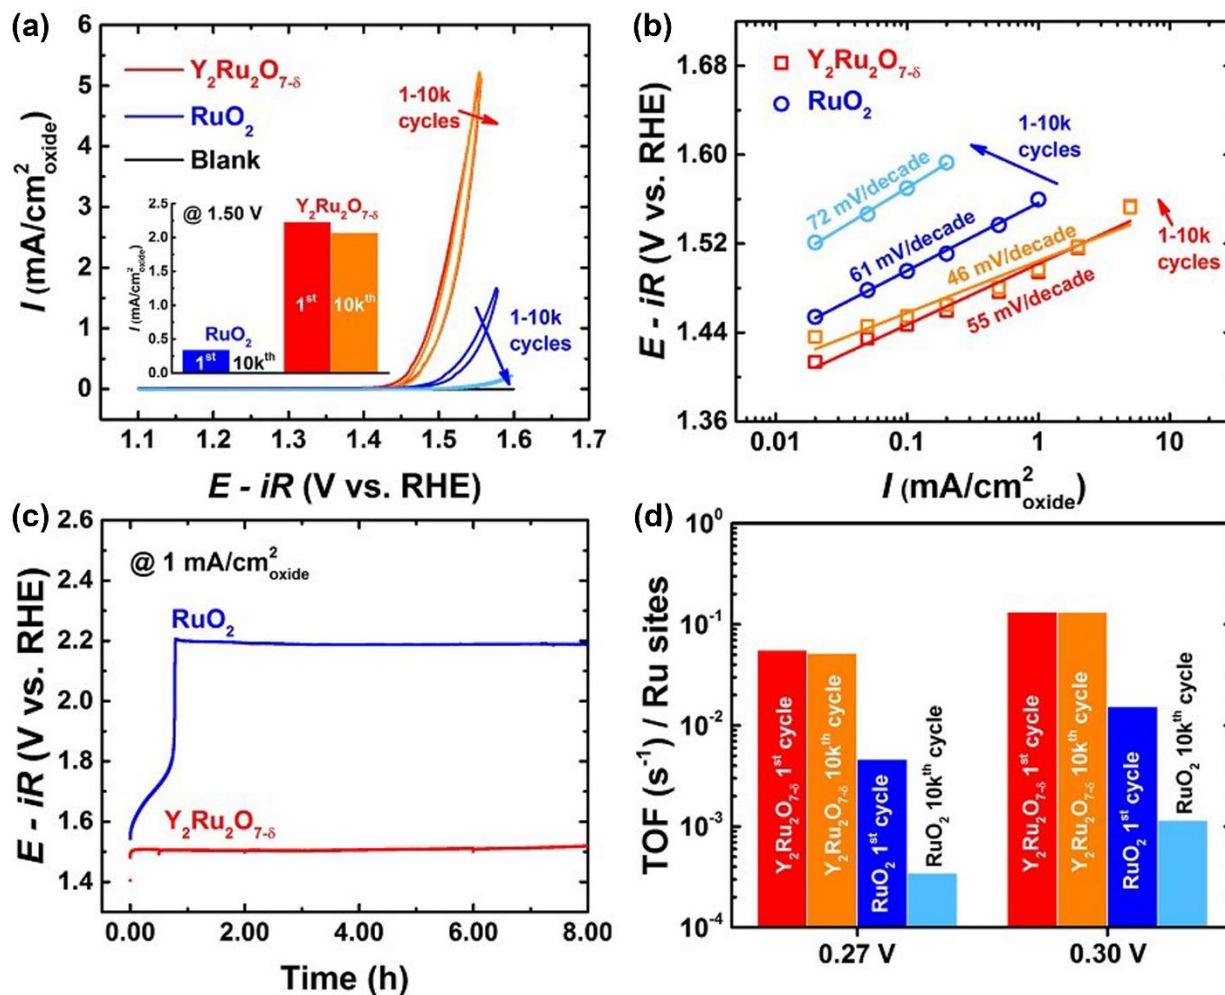 (a)
Y₂Ru₂O₇₋δ
RuO₂
Blank
1-10k
cycles
@ 1.50 V
Y₂Ru₂O₇₋δ
2.5
2.0
1.5
1.0
0.5
0.0
I (mA/cm²oxide)
RuO₂
1st 10kth
1st 10kth
1-10k
cycles
6
5
4
3
2
1
0
I (mA/cm²oxide)
1.1 1.2 1.3 1.4 1.5 1.6 1.7
E - iR (V vs. RHE)
(b)
Y₂Ru₂O₇₋δ
RuO₂
1-10k
cycles
72 mV/decade
61 mV/decade
46 mV/decade
55 mV/decade
1-10k
cycles
1.68
1.60
1.52
1.44
1.36
E - iR (V vs. RHE)
0.01 0.1 1 10
I (mA/cm²oxide)
(c)
@ 1 mA/cm²oxide
RuO₂
Y₂Ru₂O₇₋δ
2.6
2.4
2.2
2.0
1.8
1.6
1.4
E - iR (V vs. RHE)
0.00 2.00 4.00 6.00 8.00
Time (h)
(d)
10⁰
10⁻¹
10⁻²
10⁻³
10⁻⁴
TOF (s⁻¹) / Ru sites
Y₂Ru₂O₇₋δ 1st cycle
Y₂Ru₂O₇₋δ 10kth cycle
RuO₂ 1st cycle
RuO₂ 10kth cycle
Y₂Ru₂O₇₋δ 1st cycle
Y₂Ru₂O₇₋δ 10kth cycle
RuO₂ 1st cycle
RuO₂ 10kth cycle
0.27 V 0.30 V